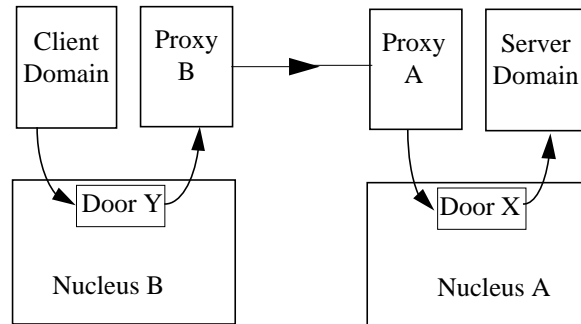 Client
Domain
Proxy
B
Proxy
A
Server
Domain
Door Y
Door X
Nucleus B
Nucleus A